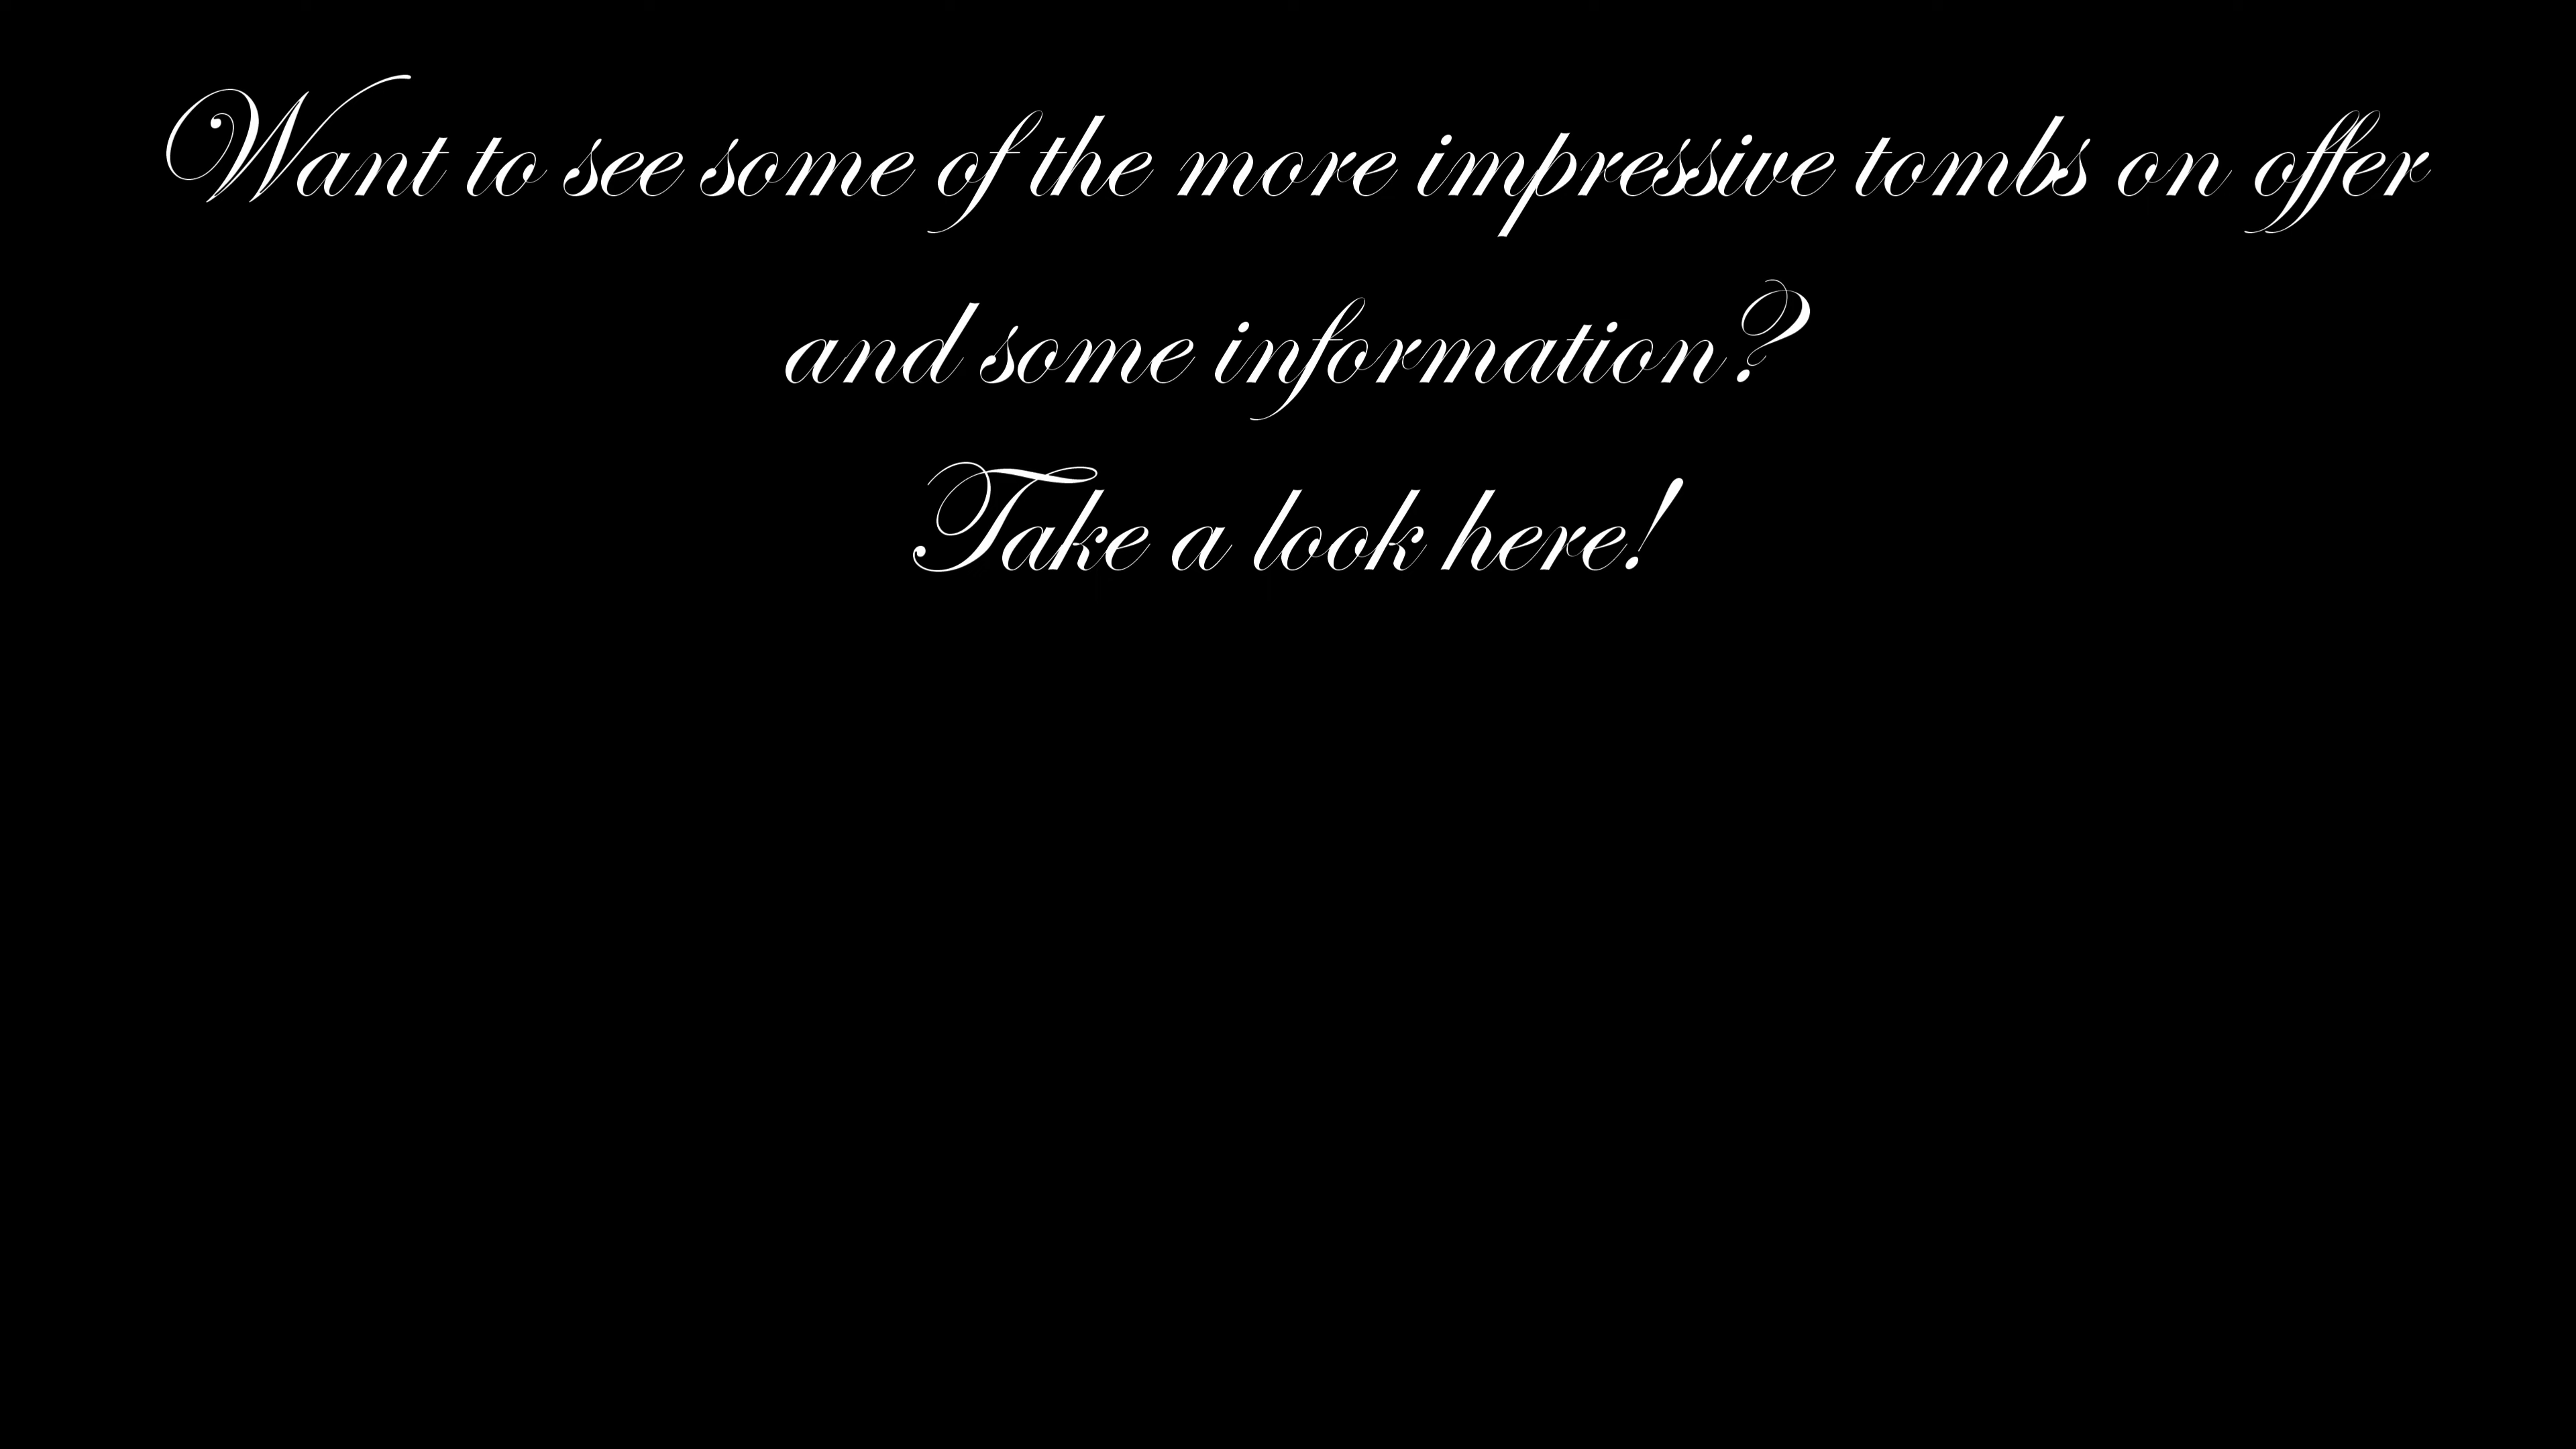 Want to see some of the more impressive tombs on offer
and some information?
Take a look here!